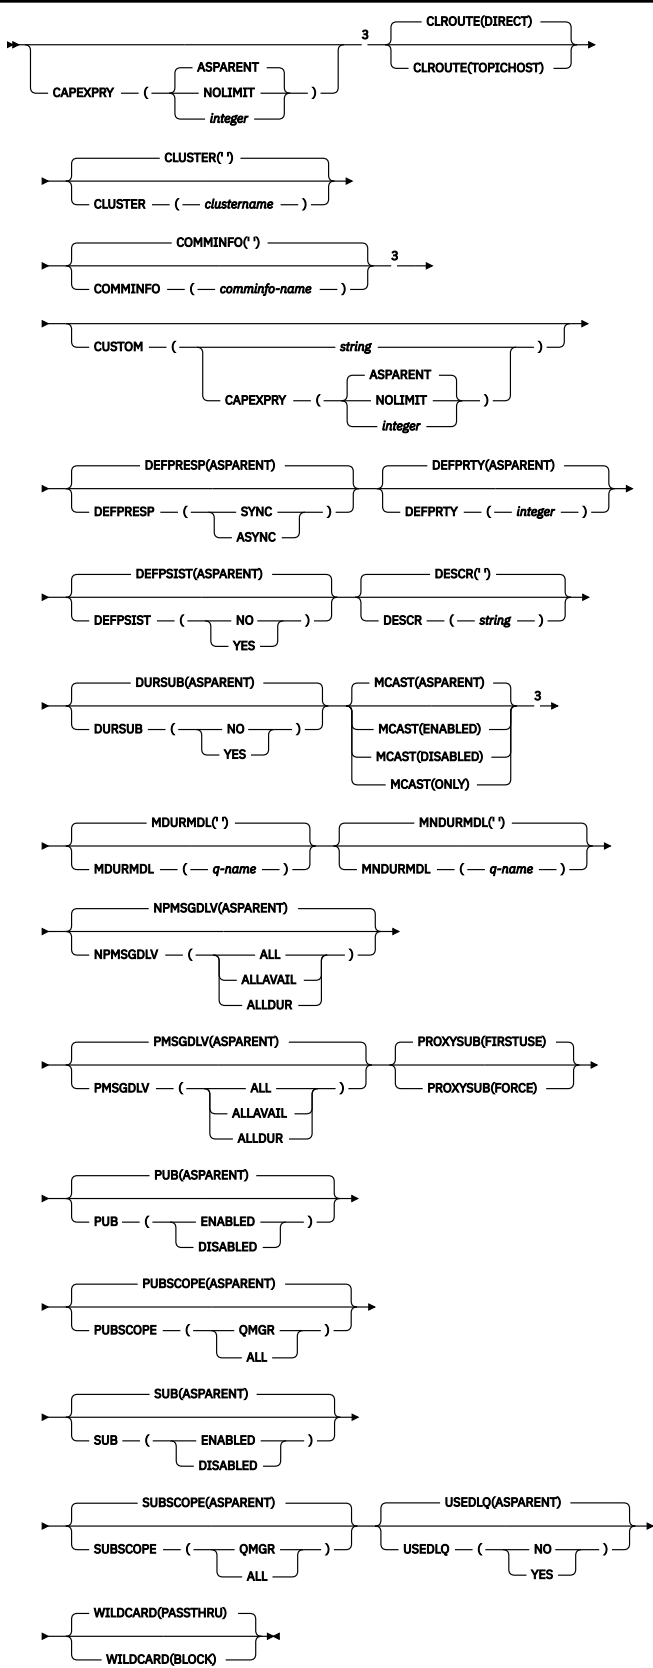 CLROUTE(DIRECT)
3
ASPARENT
CLROUTE(TOPICHOST)
CAPEXPRY ( NOLIMIT )
integer
CLUSTER(' ')
CLUSTER ( clustername )
COMMINFO(' ')
3
COMMINFO ( comminfo-name )
CUSTOM ( string )
ASPARENT
CAPEXPRY ( NOLIMIT )
integer
DEFPRESP(ASPARENT) DEFPRTY(ASPARENT)
DEFPRESP ( SYNC ) DEFPRTY ( integer )
ASYNC
DEFPSIST(ASPARENT) DESCR(' ')
DEFPSIST ( NO ) DESCR ( string )
YES
DURSUB(ASPARENT) MCAST(ASPARENT)
3
DURSUB ( NO ) MCAST(ENABLED)
YES
MCAST(DISABLED)
MCAST(ONLY)
MDURMDL(' ') MNDURMDL(' ')
MDURMDL ( q-name ) MNDURMDL ( q-name )
NPMSGDLV(ASPARENT)
NPMSGDLV ( ALL )
ALLAVAIL
ALLDUR
PMSGDLV(ASPARENT) PROXYSUB(FIRSTUSE)
PMSGDLV ( ALL ) PROXYSUB(FORCE)
ALLAVAIL
ALLDUR
PUB(ASPARENT)
PUB ( ENABLED )
DISABLED
PUBSCOPE(ASPARENT)
PUBSCOPE ( QMGR )
ALL
SUB(ASPARENT)
SUB ( ENABLED )
DISABLED
SUBSCOPE(ASPARENT) USEDLQ(ASPARENT)
SUBSCOPE ( QMGR ) USEDLQ ( NO )
ALL YES
WILDCARD(PASSTHRU)
WILDCARD(BLOCK)